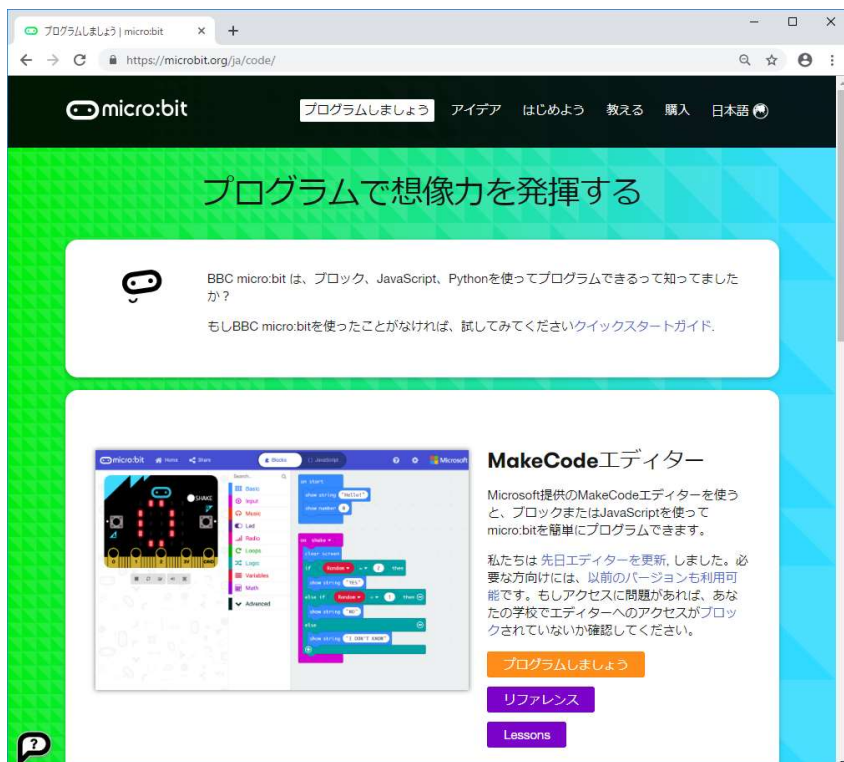 プログラムしましょう | micro:bit
https://microbit.org/ja/code/
micro:bit
プログラムしましょう アイデア はじめよう 教える 購入 日本語
プログラムで想像力を発揮する
BBC micro:bit は、ブロック、JavaScript、Pythonを使ってプログラムできるって知ってました
か？
もしBBC micro:bitを使ったことがなければ、試してみてくださいクイックスタートガイド.
micro:bit Home Share Blocks JavaScript Microsoft
Search...
Basic
Input
Music
Led
Radio
Loops
Logic
Variables
Math
Advanced
SHAKE
0 1 2 3V GND
on start
show string "Hello!"
show number 0
on shake
clear screen
if Random = 2 then
show string "YES"
else if Random = 1 then
show string "NO"
else
show string "I DON'T KNOW"
MakeCodeエディター
Microsoft提供のMakeCodeエディターを使う
と、ブロックまたはJavaScriptを使って
micro:bitを簡単にプログラムできます。
私たちは 先日エディターを更新, しました。必
要な方向けには、以前のバージョンも利用可
能です。もしアクセスに問題があれば、あな
たの学校でエディターへのアクセスがブロッ
クされていないか確認してください。
プログラムしましょう
リファレンス
Lessons
?